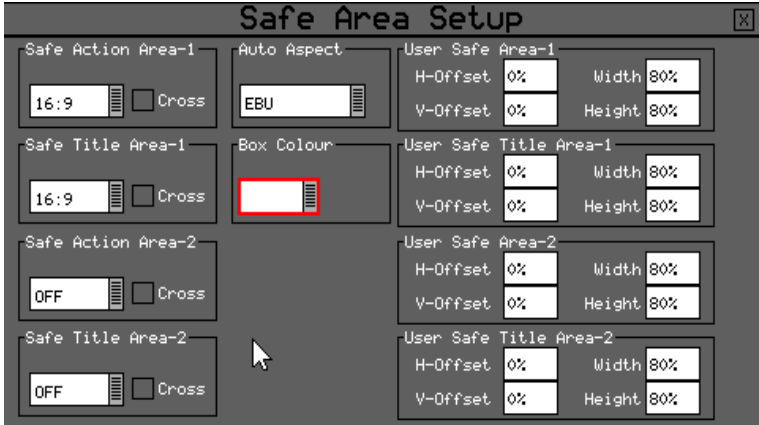 Safe Area Setup
X
Safe Action Area-1
16:9
Cross
Auto Aspect
EBU
User Safe Area-1
H-Offset 0% Width 80%
V-Offset 0% Height 80%
Safe Title Area-1
16:9
Cross
Box Colour
User Safe Title Area-1
H-Offset 0% Width 80%
V-Offset 0% Height 80%
Safe Action Area-2
OFF
Cross
User Safe Area-2
H-Offset 0% Width 80%
V-Offset 0% Height 80%
Safe Title Area-2
OFF
Cross
User Safe Title Area-2
H-Offset 0% Width 80%
V-Offset 0% Height 80%